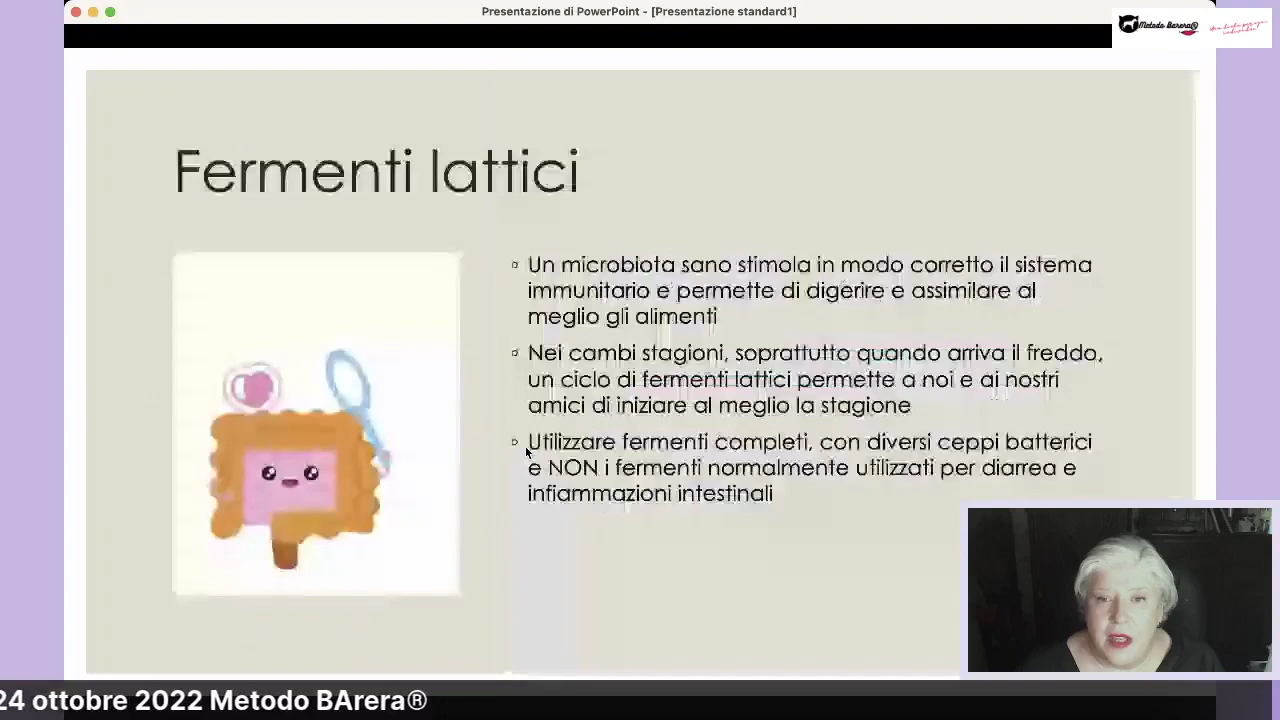 Presentazione di PowerPoint - [Presentazione standard1]
Metodo BArera®
Fermenti lattici
Un microbiota sano stimola in modo corretto il sistema
immunitario e permette di digerire e assimilare al
meglio gli alimenti
Nei cambi stagioni, soprattutto quando arriva il freddo,
un ciclo di fermenti lattici permette a noi e ai nostri
amici di iniziare al meglio la stagione
Utilizzare fermenti completi, con diversi ceppi batterici
e NON i fermenti normalmente utilizzati per diarrea e
infiammazioni intestinali
24 ottobre 2022 Metodo BArera®